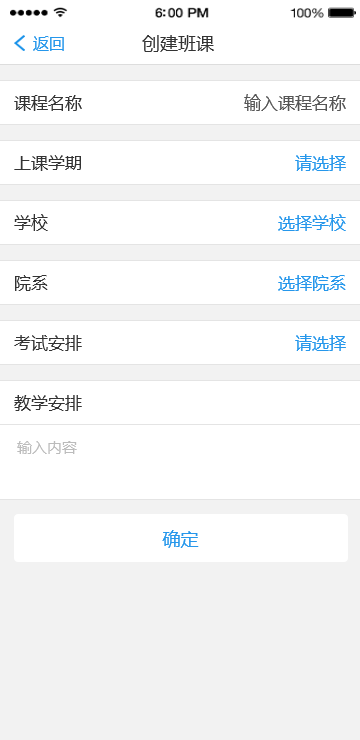 6:00 PM 100%
返回 创建班课
课程名称 输入课程名称
上课学期 请选择
学校 选择学校
院系 选择院系
考试安排 请选择
教学安排
输入内容
确定